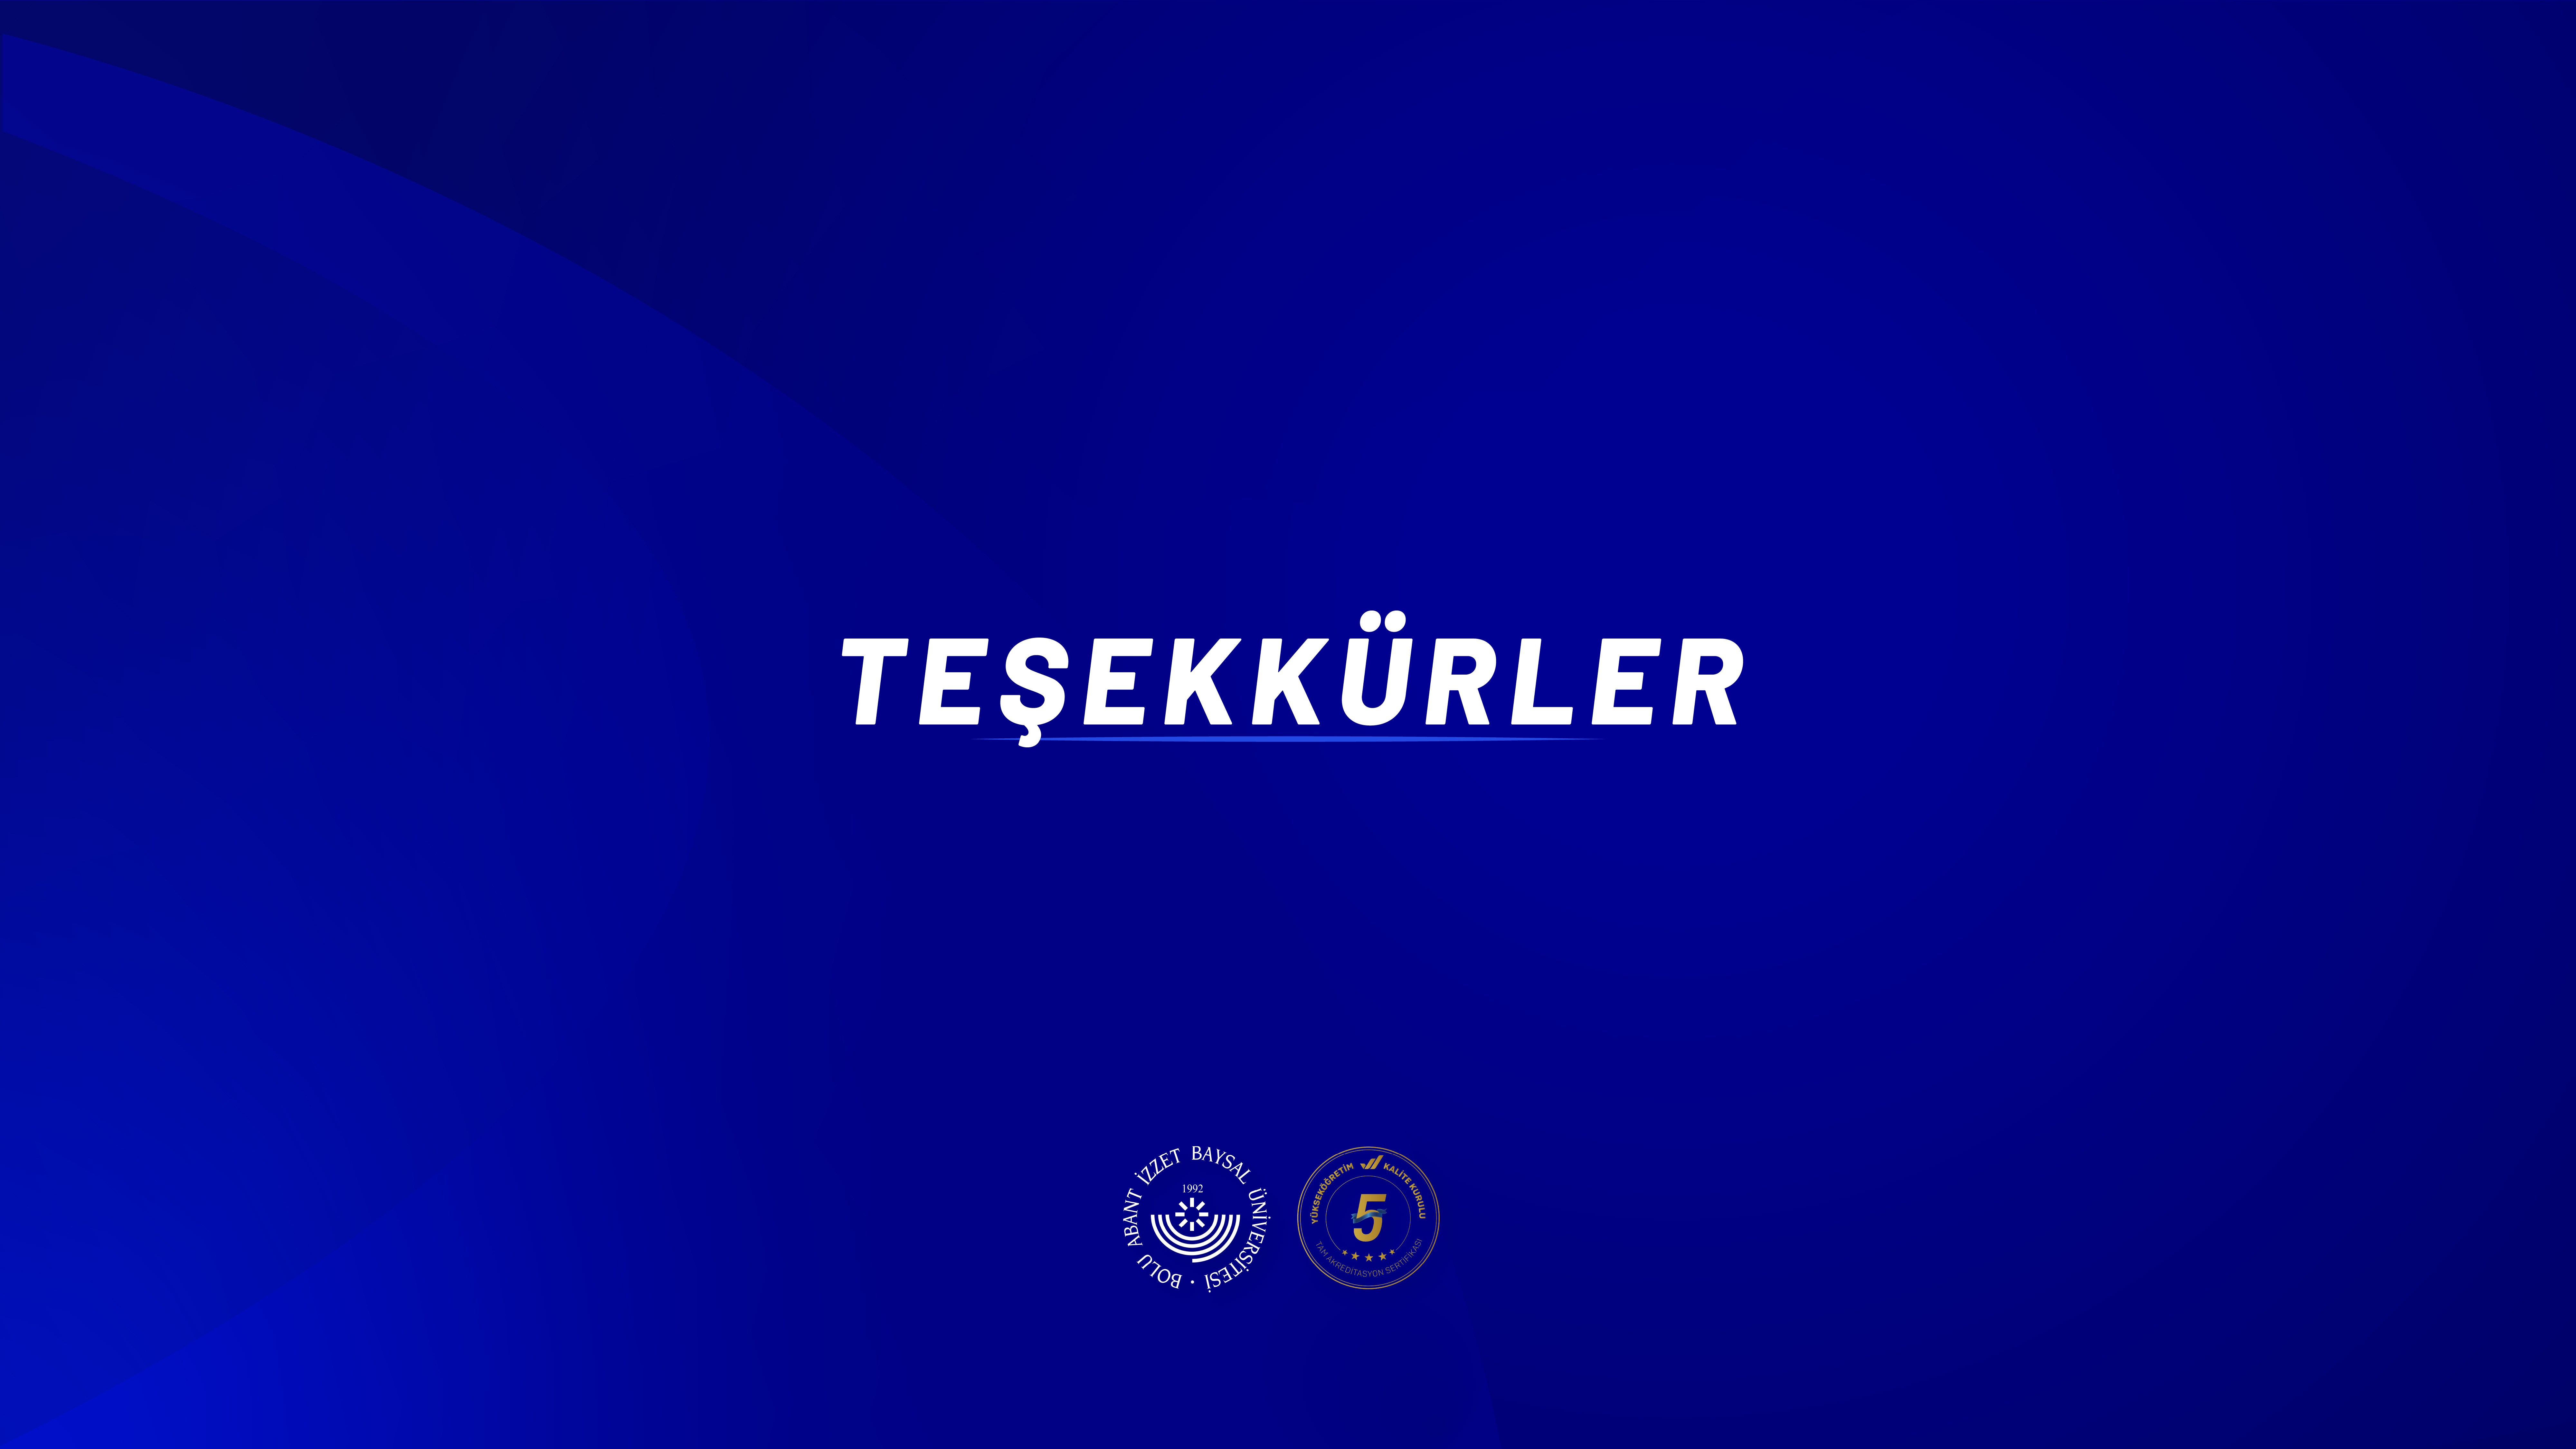 TEŞEKKÜRLER
BOLU ABANT İZZET BAYSAL ÜNİVERSİTESİ
1992
YÜKSEKÖĞRETİM KALİTE KURULU
5
TAM AKREDİTASYON SERTİFİKASI